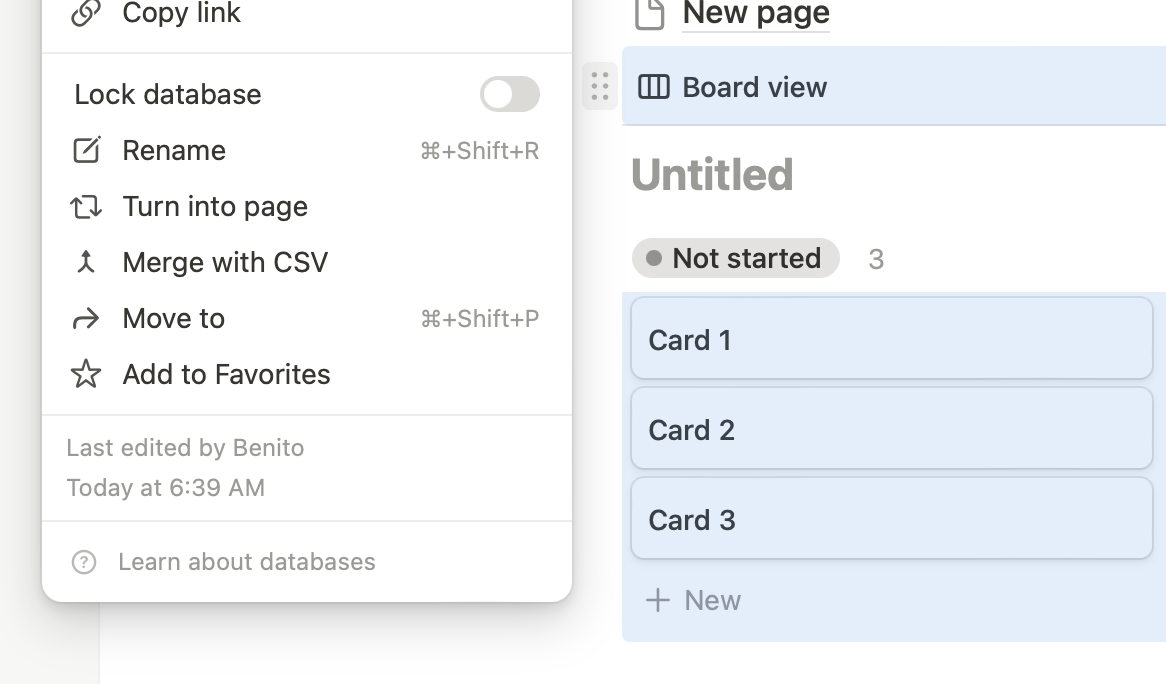 Copy link
Lock database
Rename ⌘+Shift+R
Turn into page
Merge with CSV
Move to ⌘+Shift+P
Add to Favorites
Last edited by Benito
Today at 6:39 AM
? Learn about databases
New page
Board view
Untitled
Not started 3
Card 1
Card 2
Card 3
+ New